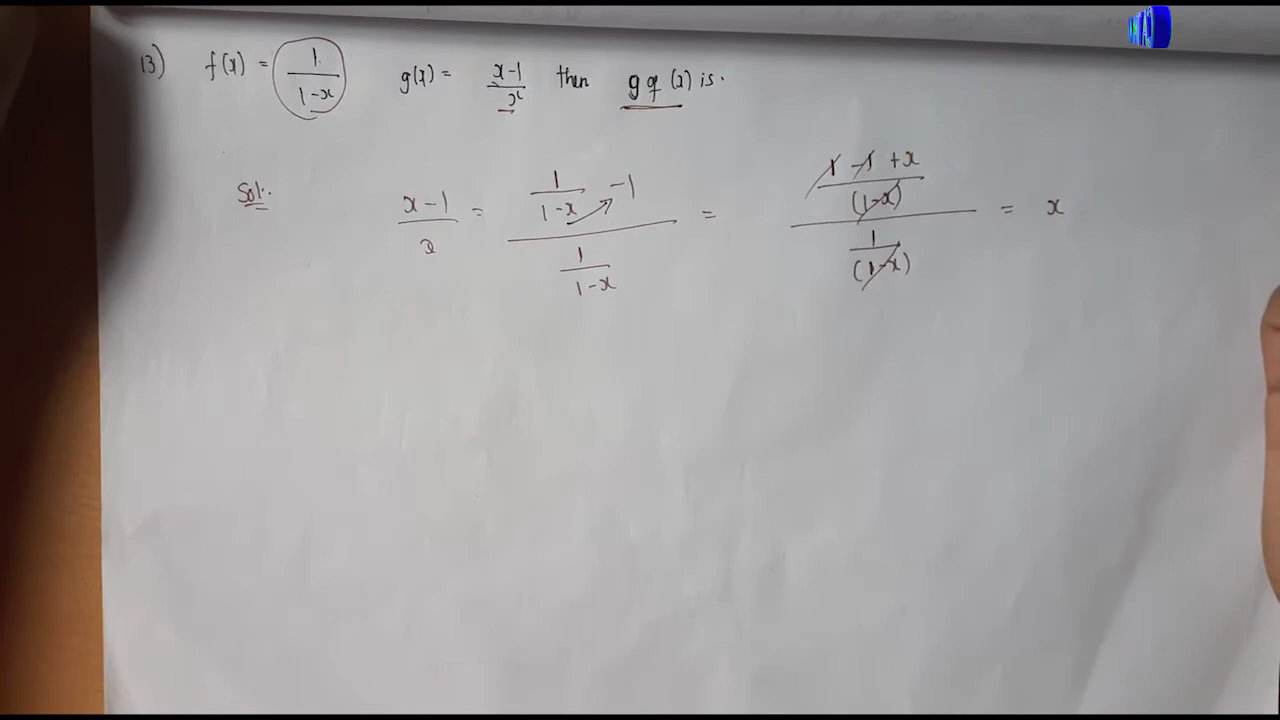 13) f(x) = 1/(1-x) g(x) = (x-1)/x then gof (x) is.
Sol:. (x-1)/x = (1/(1-x) -1)/(1/(1-x)) = ((1-1+x)/(1-x))/(1/(1-x)) = x